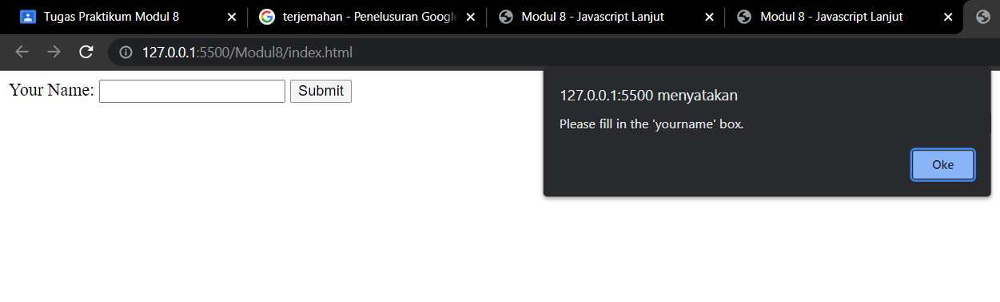 Tugas Praktikum Modul 8
terjemahan - Penelusuran Google
Modul 8 - Javascript Lanjut
Modul 8 - Javascript Lanjut
127.0.0.1:5500/Modul8/index.html
Your Name: Submit
127.0.0.1:5500 menyatakan
Please fill in the 'yourname' box.
Oke